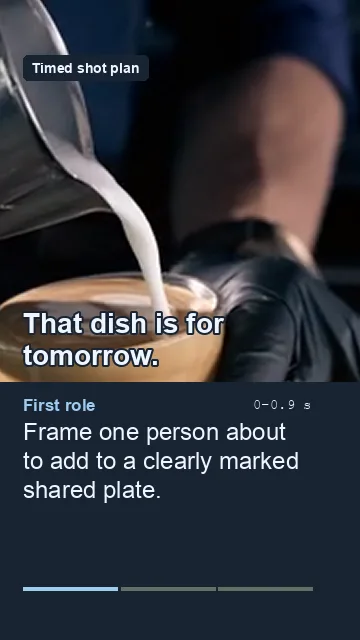 Timed shot plan
That dish is for
tomorrow.
First role
0–0.9 s
Frame one person about
to add to a clearly marked
shared plate.